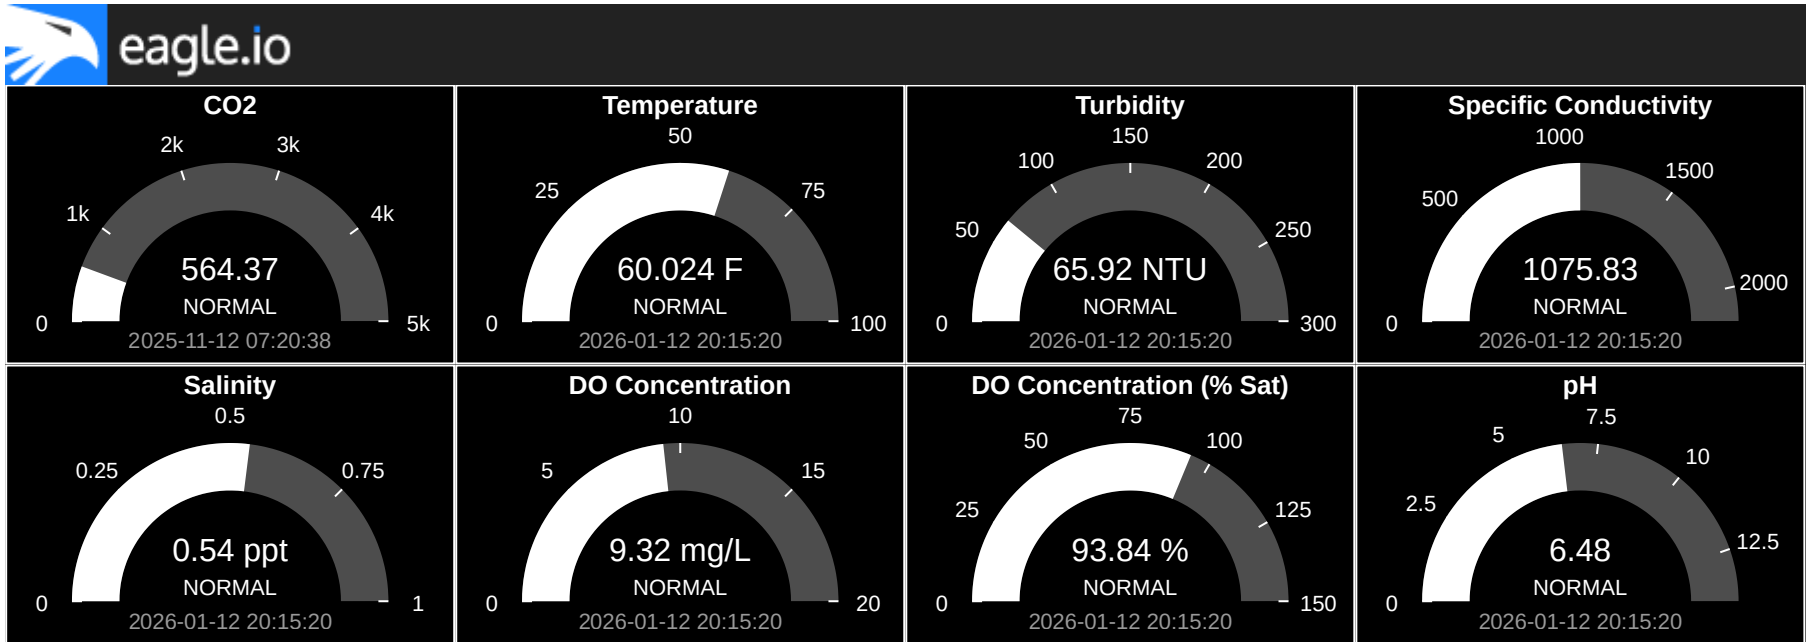 eagle.io
CO2
2k
3k
1k
4k
564.37
NORMAL
0
5k
2025-11-12 07:20:38
Temperature
50
25
75
60.024 F
NORMAL
0
100
2026-01-12 20:15:20
Turbidity
150
100
200
50
250
65.92 NTU
NORMAL
0
300
2026-01-12 20:15:20
Specific Conductivity
1000
1500
500
2000
1075.83
NORMAL
0
2026-01-12 20:15:20
Salinity
0.5
0.25
0.75
0.54 ppt
NORMAL
0
1
2026-01-12 20:15:20
DO Concentration
10
5
15
9.32 mg/L
NORMAL
0
20
2026-01-12 20:15:20
DO Concentration (% Sat)
75
50
100
25
125
93.84 %
NORMAL
0
150
2026-01-12 20:15:20
pH
7.5
5
10
2.5
12.5
6.48
NORMAL
0
2026-01-12 20:15:20